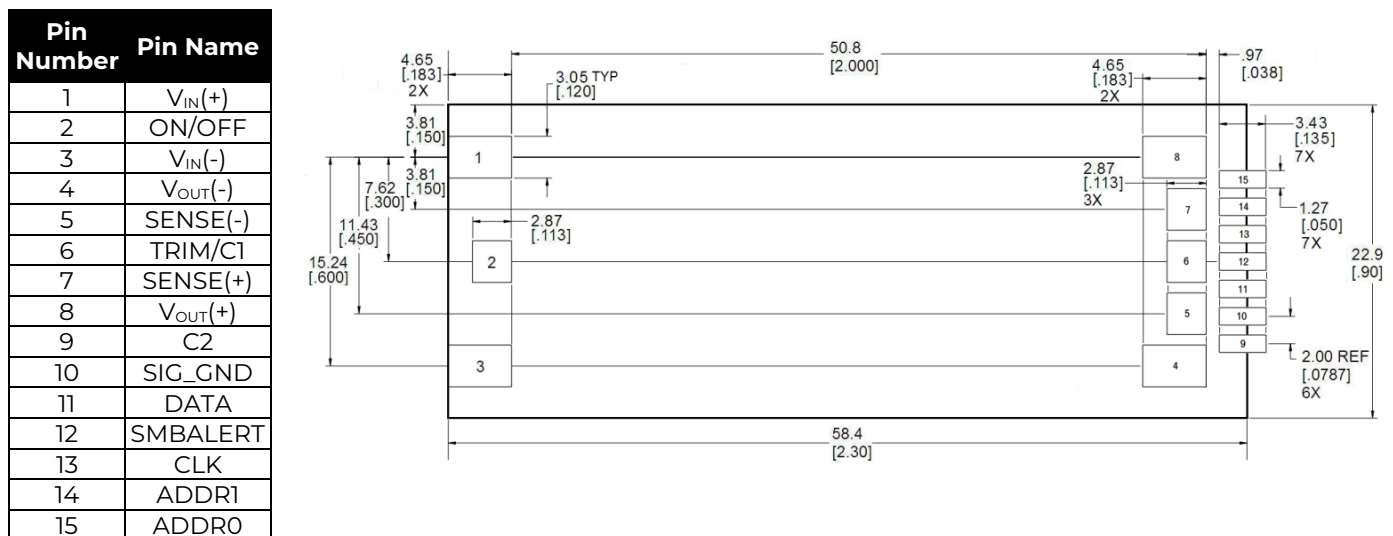 Pin Number Pin Name
1 VIN(+)
2 ON/OFF
3 VIN(-)
4 VOUT(-)
5 SENSE(-)
6 TRIM/C1
7 SENSE(+)
8 VOUT(+)
9 C2
10 SIG_GND
11 DATA
12 SMBALERT
13 CLK
14 ADDR1
15 ADDR0
4.65
[.183]
2X
3.05 TYP
[.120]
50.8
[2.000]
4.65
[.183]
2X
.97
[.038]
3.81
[.150]
3.81
[.150]
7.62
[.300]
11.43
[.450]
15.24
[.600]
2.87
[.113]
1
2
3
2.87
[.113]
3X
8
7
6
5
4
15
14
13
12
11
10
9
3.43
[.135]
7X
1.27
[.050]
7X
22.9
[.90]
2.00 REF
[.0787]
6X
58.4
[2.30]